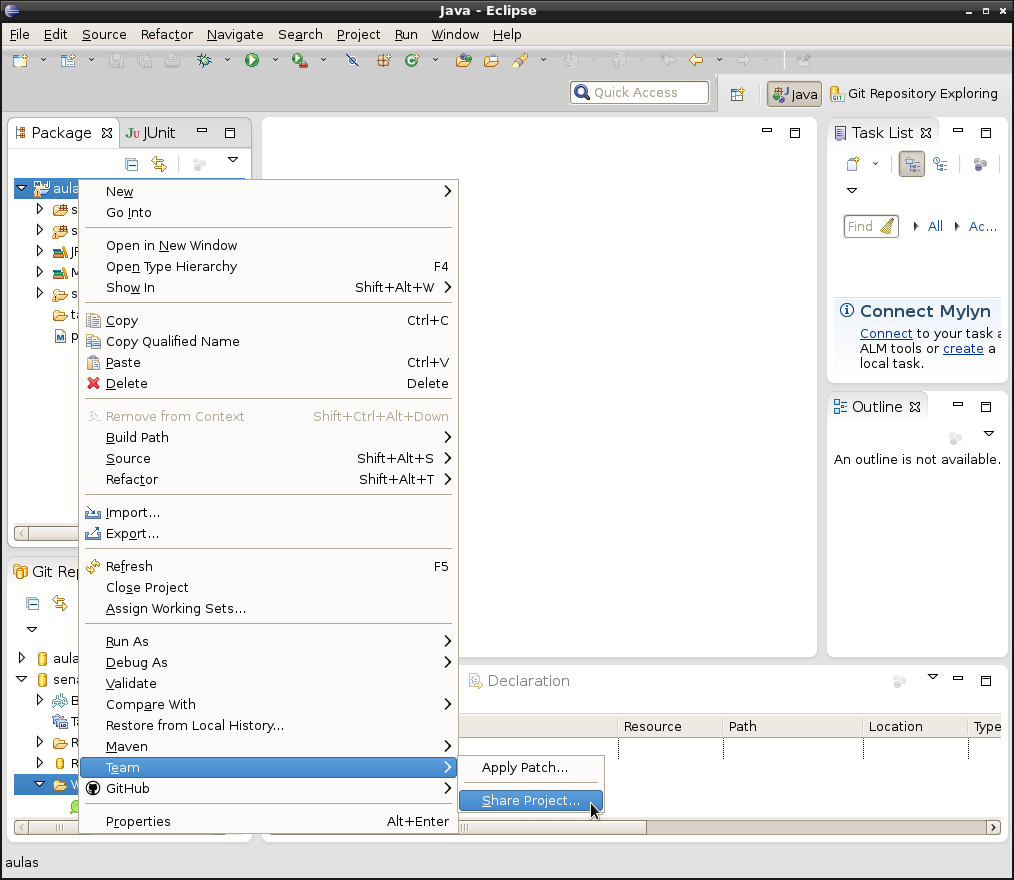 Java - Eclipse
File Edit Source Refactor Navigate Search Project Run Window Help
Quick Access
Java
Git Repository Exploring
Package
JUnit
aulas
New
Go Into
Open in New Window
Open Type Hierarchy F4
Show In Shift+Alt+W
Copy Ctrl+C
Copy Qualified Name
Paste Ctrl+V
Delete Delete
Remove from Context Shift+Ctrl+Alt+Down
Build Path
Source Shift+Alt+S
Refactor Shift+Alt+T
Import...
Export...
Refresh F5
Close Project
Assign Working Sets...
Run As
Debug As
Validate
Compare With
Restore from Local History...
Maven
Team
GitHub
Properties Alt+Enter
Apply Patch...
Share Project...
Task List
Find
All
Ac...
Connect Mylyn
Connect to your task a
ALM tools or create a
local task.
Outline
An outline is not available.
Git Rep
aula
sena
Declaration
Resource Path Location Type
aulas